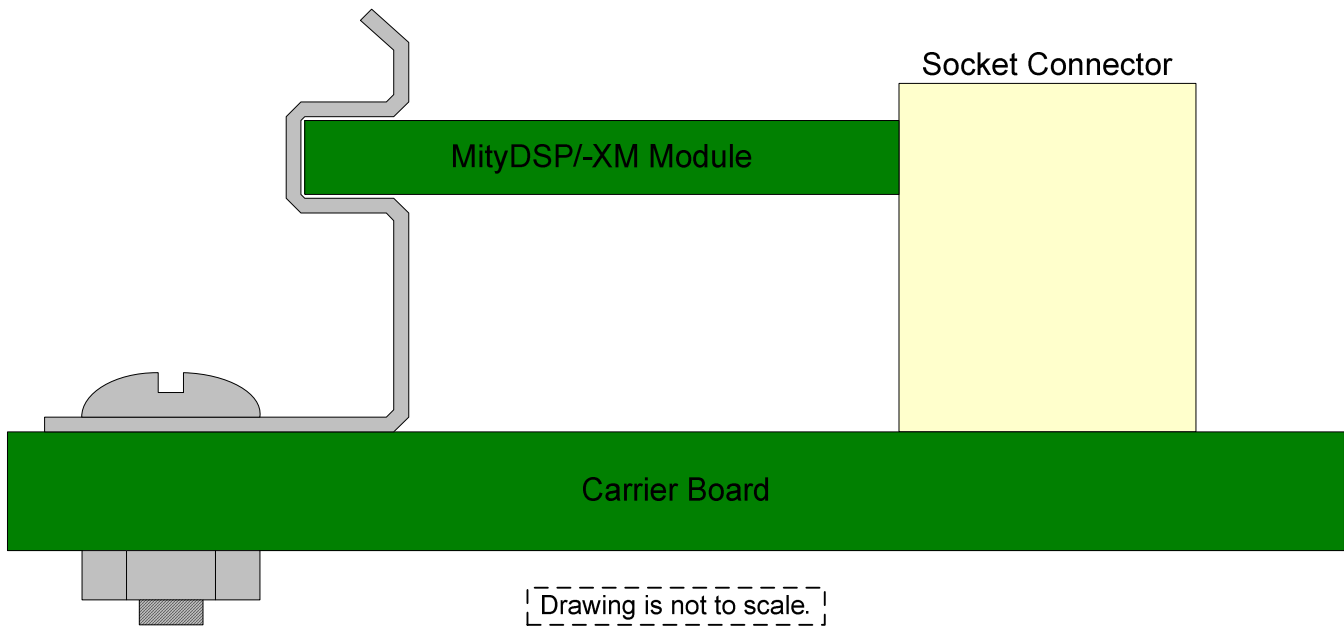 Socket Connector
MityDSP/-XM Module
Carrier Board
Drawing is not to scale.